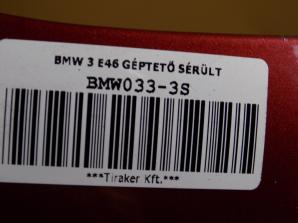 BMW 3 E46 GÉPTETŐ SÉRÜLT
BMW033-3S
***Tiraker Kft.***